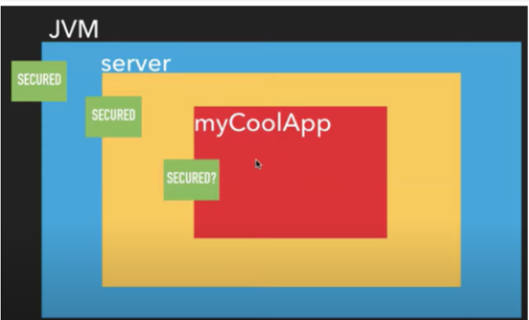 JVM
server
SECURED
SECURED
myCoolApp
SECURED?